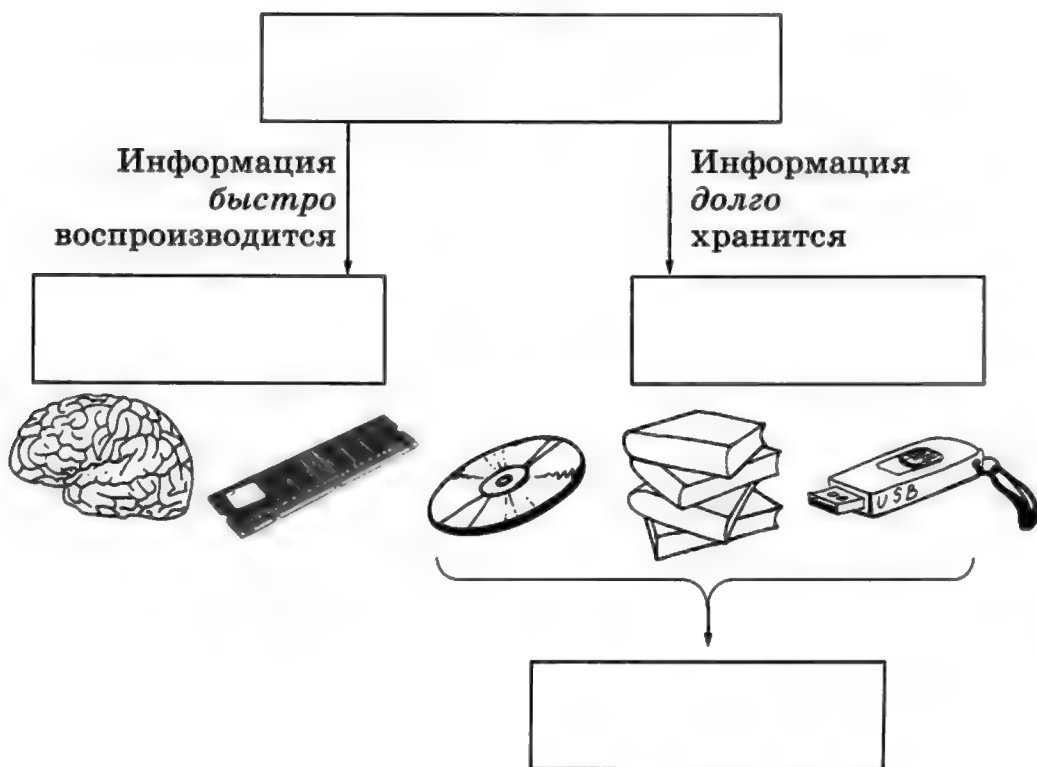 Информация
быстро
воспроизводится
Информация
долго
хранится
USB